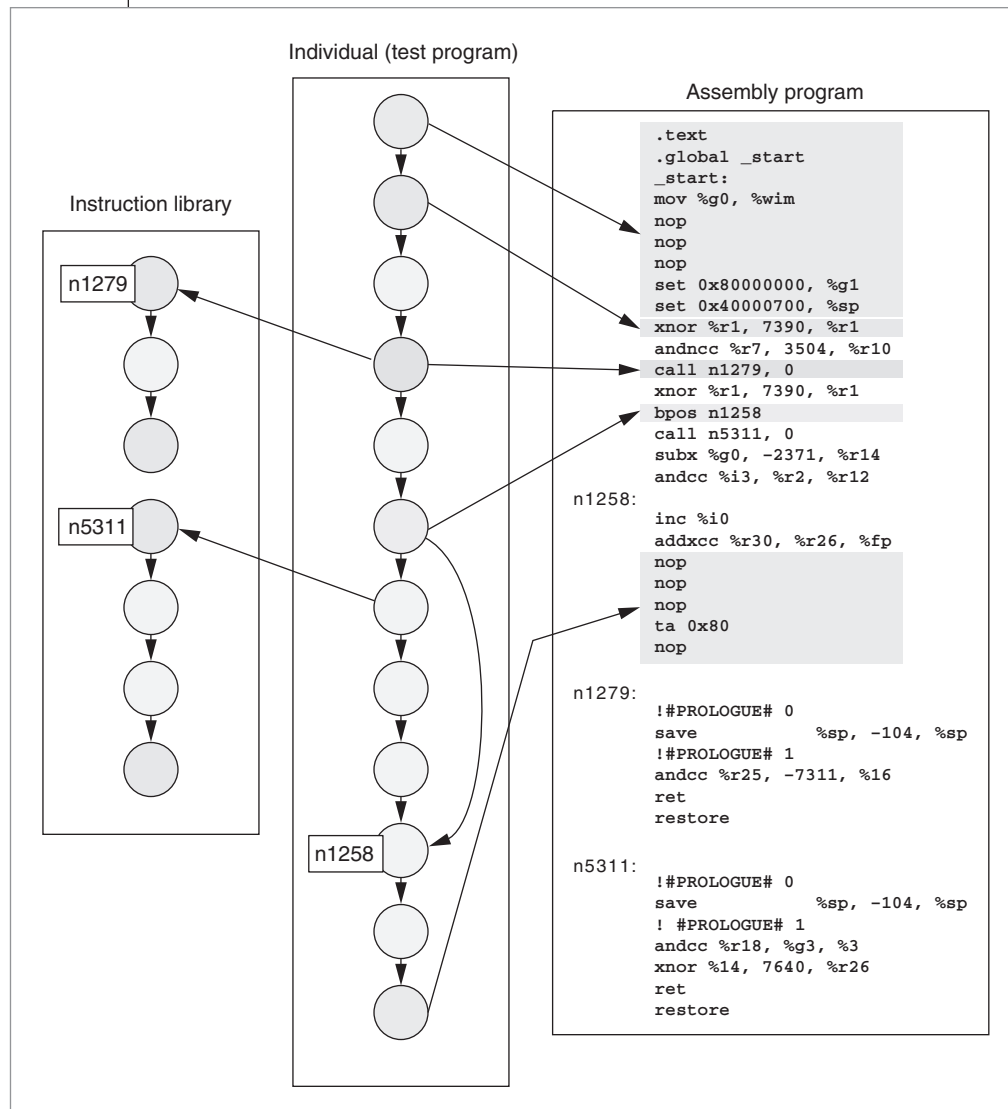 Individual (test program)
Assembly program
Instruction library
n1279
n5311
n1258
.text
.global _start
_start:
mov %g0, %wim
nop
nop
nop
set 0x80000000, %g1
set 0x40000700, %sp
xnor %r1, 7390, %r1
andncc %r7, 3504, %r10
call n1279, 0
xnor %r1, 7390, %r1
bpos n1258
call n5311, 0
subx %g0, –2371, %r14
andcc %i3, %r2, %r12
n1258:
inc %i0
addxcc %r30, %r26, %fp
nop
nop
nop
ta 0x80
nop
n1279:
!#PROLOGUE# 0
save %sp, –104, %sp
!#PROLOGUE# 1
andcc %r25, –7311, %16
ret
restore
n5311:
!#PROLOGUE# 0
save %sp, –104, %sp
! #PROLOGUE# 1
andcc %r18, %g3, %3
xnor %14, 7640, %r26
ret
restore